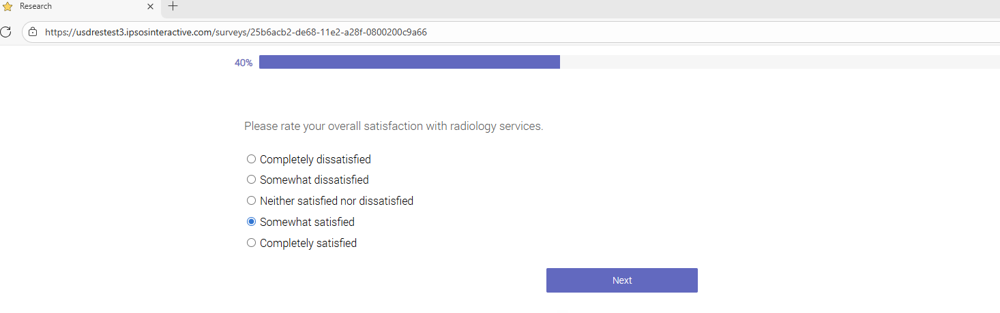 Research
https://usdrestest3.ipsosinteractive.com/surveys/25b6acb2-de68-11e2-a28f-0800200c9a66
40%
Please rate your overall satisfaction with radiology services.
Completely dissatisfied
Somewhat dissatisfied
Neither satisfied nor dissatisfied
Somewhat satisfied
Completely satisfied
Next